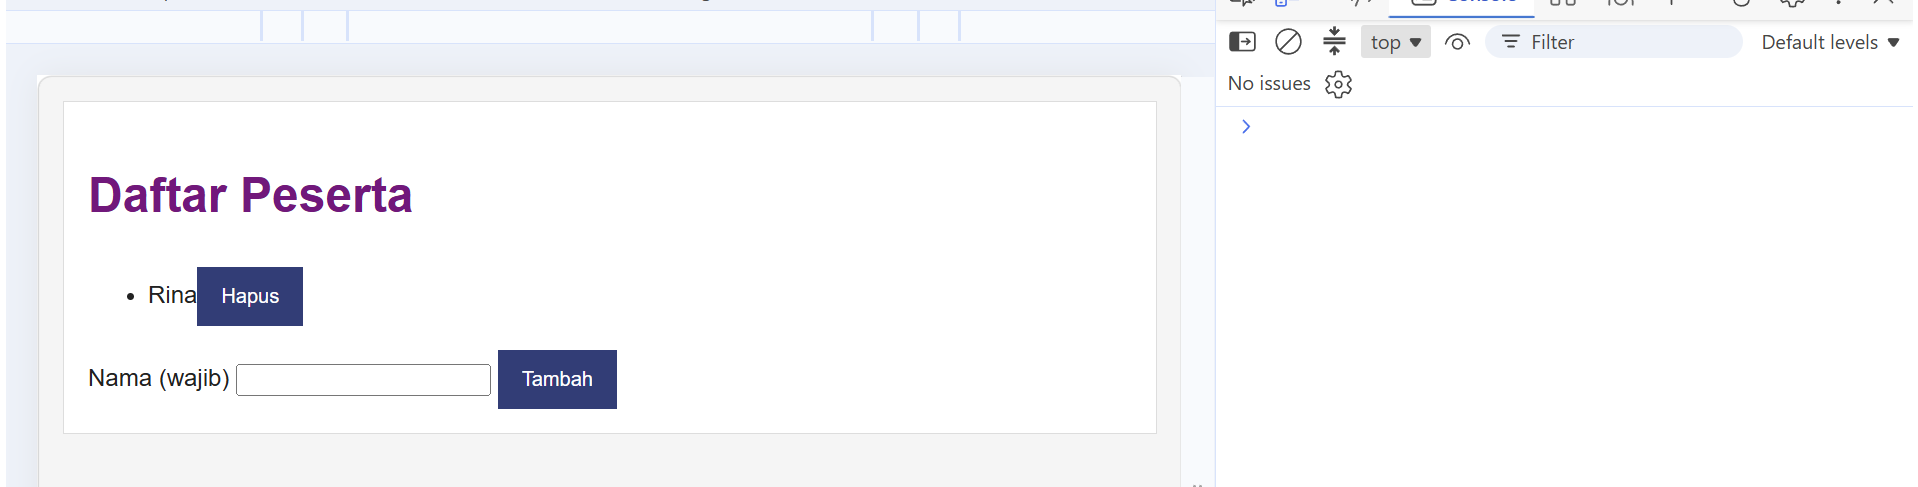 Daftar Peserta
Rina Hapus
Nama (wajib) Tambah
top Filter Default levels
No issues